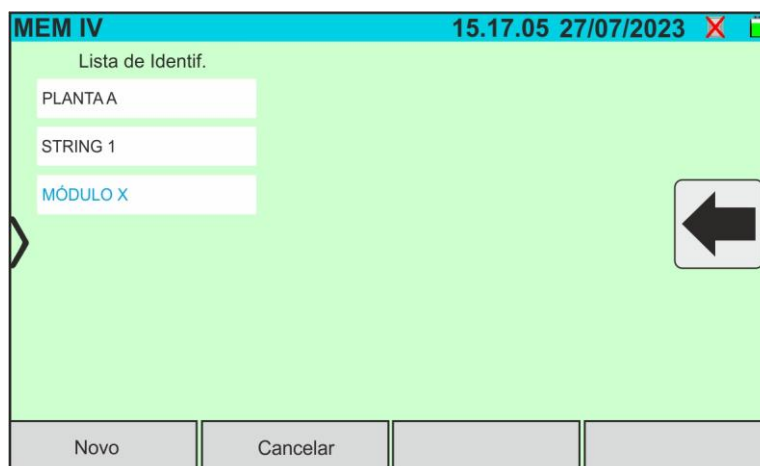 MEM IV 15.17.05 27/07/2023
Lista de Identif.
PLANTA A
STRING 1
MÓDULO X
Novo Cancelar